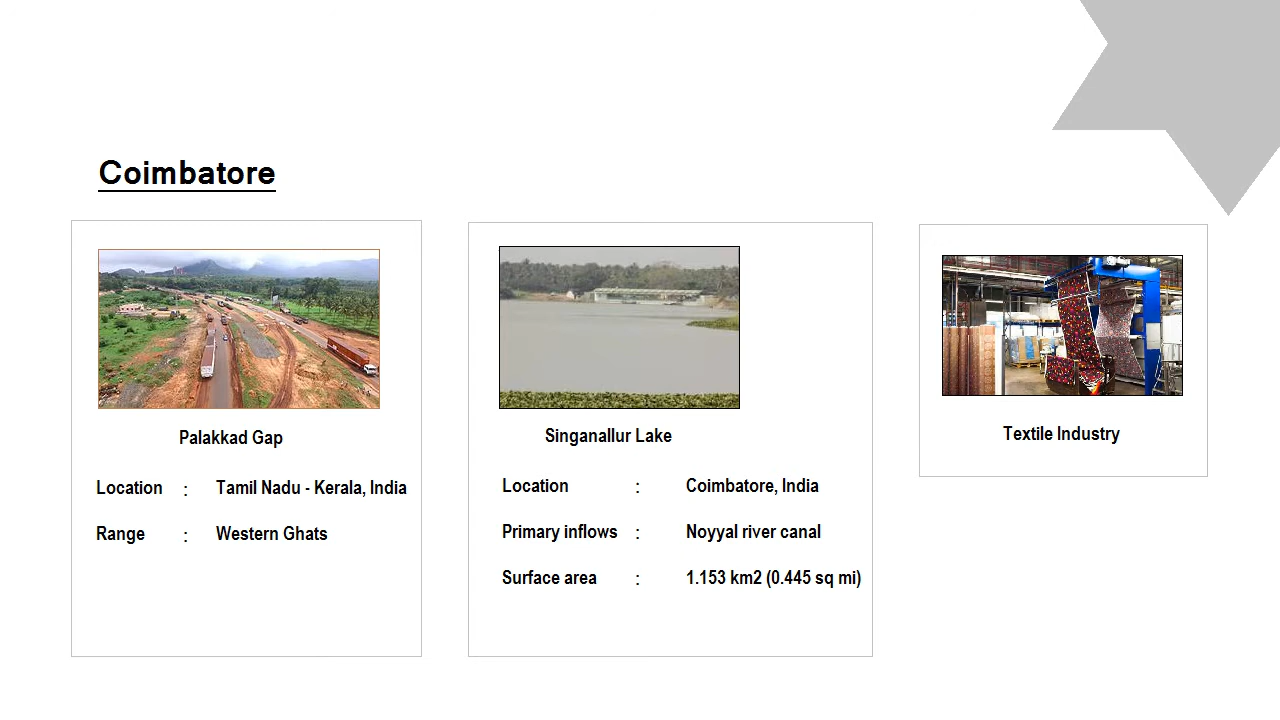 Coimbatore
Palakkad Gap
Location : Tamil Nadu - Kerala, India
Range : Western Ghats
Singanallur Lake
Location : Coimbatore, India
Primary inflows : Noyyal river canal
Surface area : 1.153 km2 (0.445 sq mi)
Textile Industry